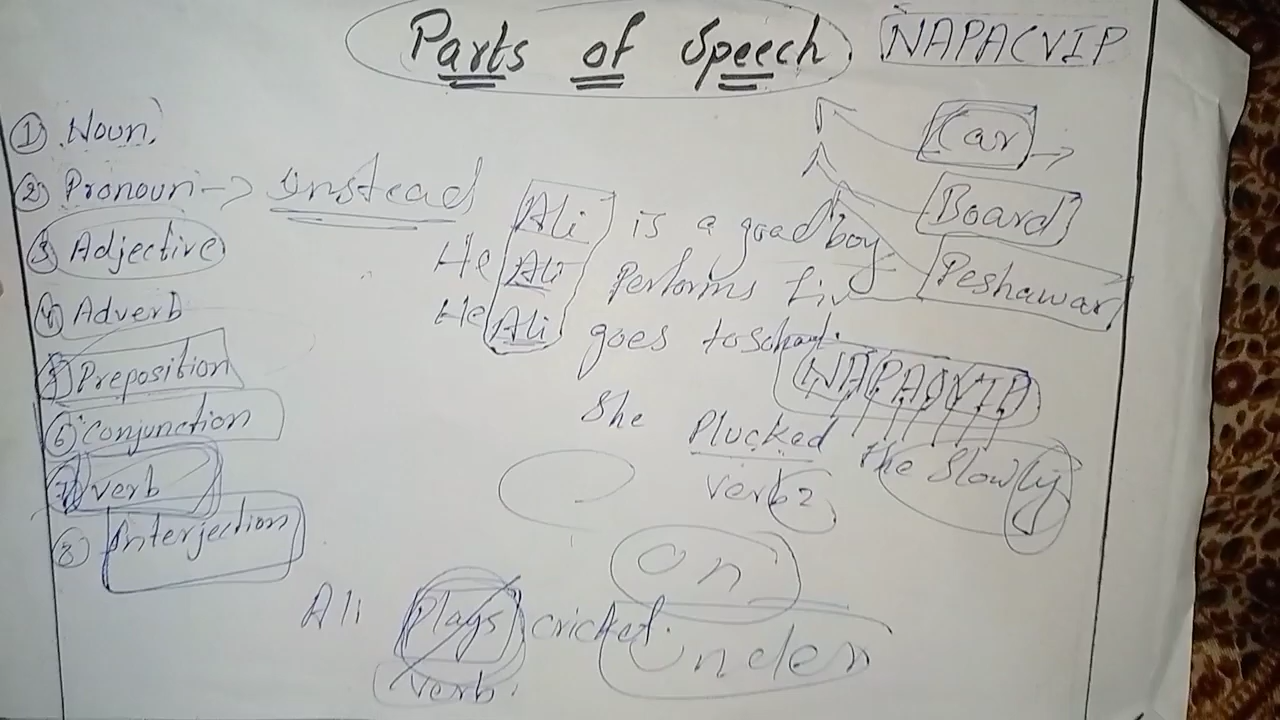 Parts of Speech. NAPACVIP
① Noun.
② Pronoun → Instead
③ Adjective
④ Adverb
⑤ Preposition
⑥ Conjunction
⑦ verb
⑧ Interjection
Car
Board
Peshawar
Ali is a good boy
He Ali Performs
He Ali goes to school.
NAPACVIP
She Plucked the Slowly
verb 2
On
Under
Ali Plays cricket.
verb.